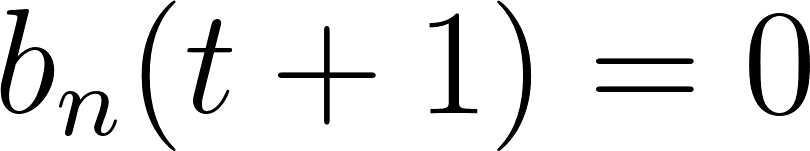 b_n(t + 1) = 0